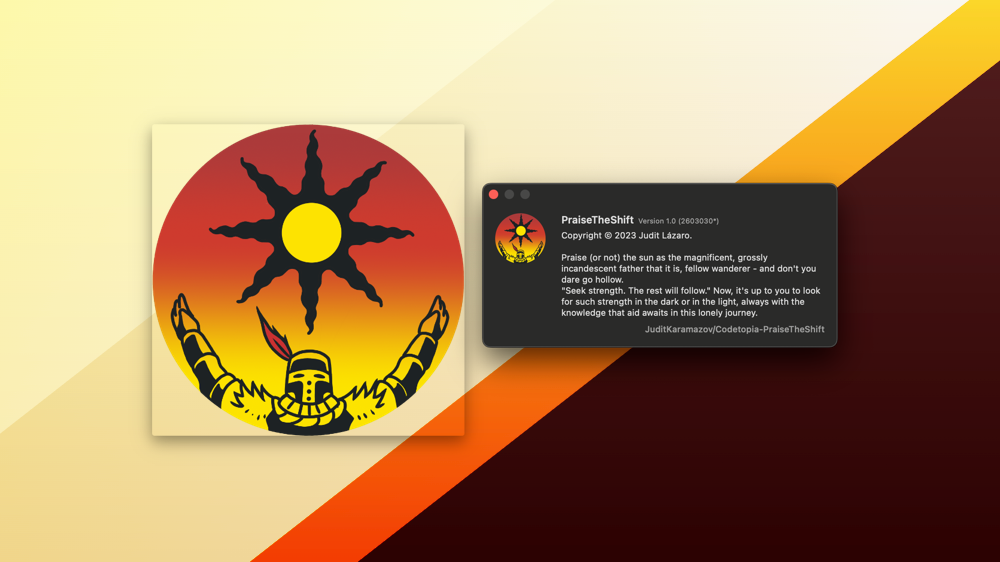 PraiseTheShift Version 1.0 (2603030*)
Copyright © 2023 Judit Lázaro.
Praise (or not) the sun as the magnificent, grossly
incandescent father that it is, fellow wanderer - and don't you
dare go hollow.
"Seek strength. The rest will follow." Now, it's up to you to look
for such strength in the dark or in the light, always with the
knowledge that aid awaits in this lonely journey.
JuditKaramazov/Codetopia-PraiseTheShift